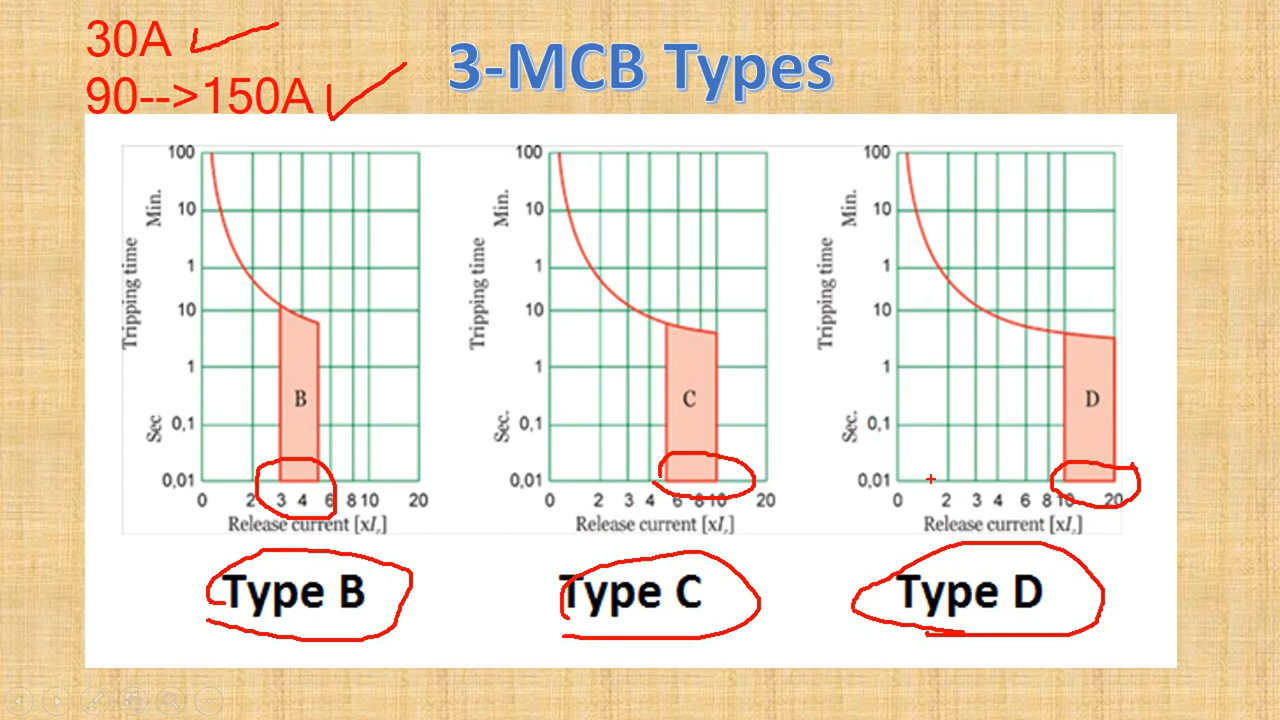 30A
90-->150A
3-MCB Types
100
10
1
10
1
0,1
0,01
Min.
Tripping time
Sec
B
0 2 3 4 6 8 10 20
Release current [xIr]
Type B
100
10
1
10
1
0,1
0,01
Min.
Tripping time
Sec.
C
0 2 3 4 6 8 10 20
Release current [xIr]
Type C
100
10
1
10
1
0,1
0,01
Min.
Tripping time
Sec.
D
0 2 3 4 6 8 10 20
Release current [xIr]
Type D